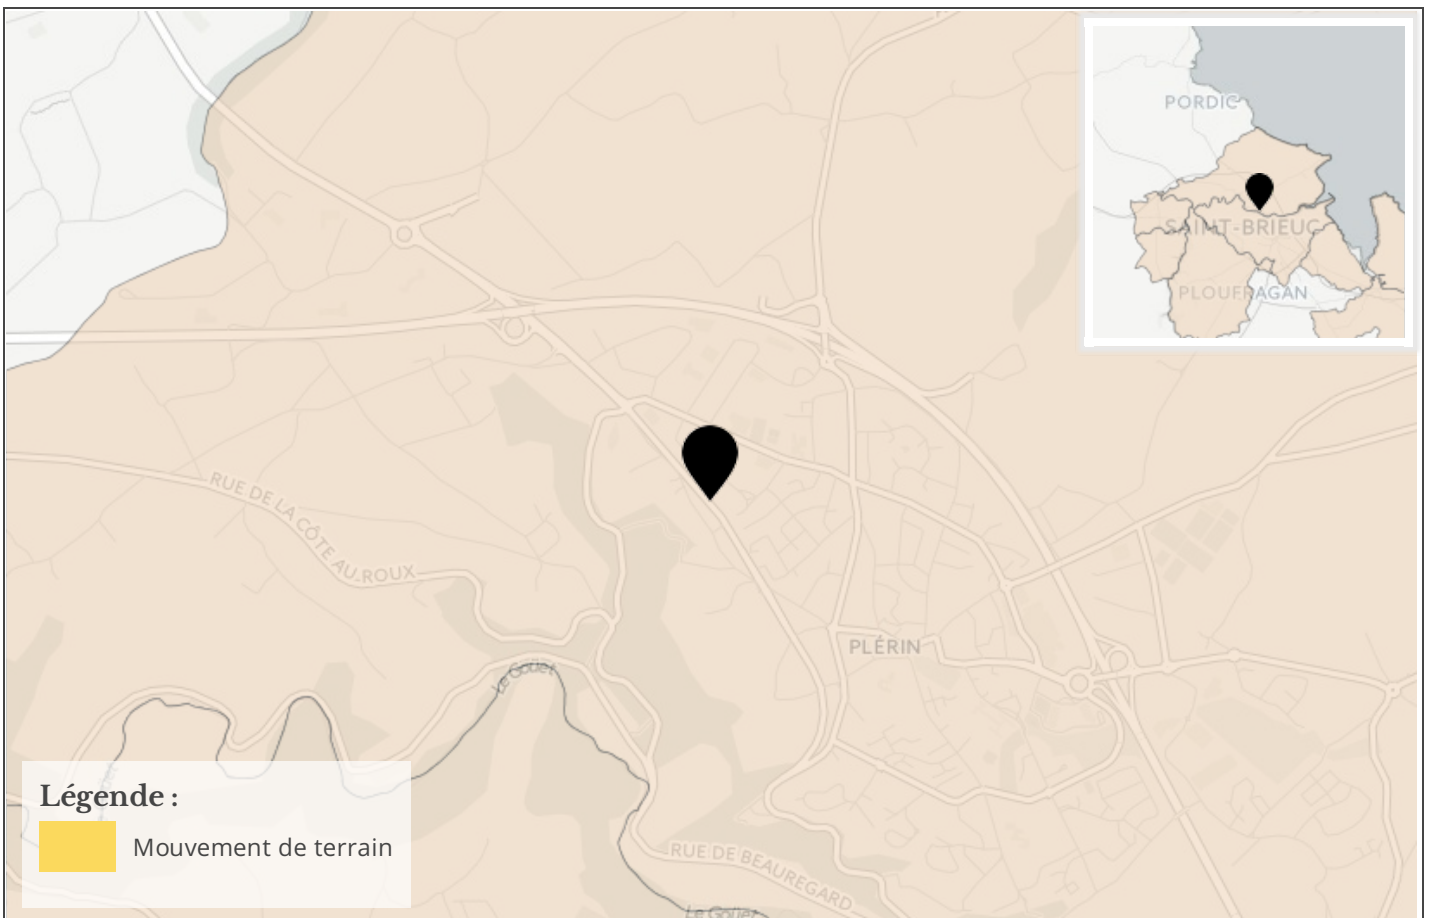 PORDIC
SAINT-BRIEUC
PLOUFRAGAN
RUE DE LA CÔTE AU ROUX
PLÉRIN
Le Gouët
Légende :
Mouvement de terrain
RUE DE BEAUREGARD
Le Gouët